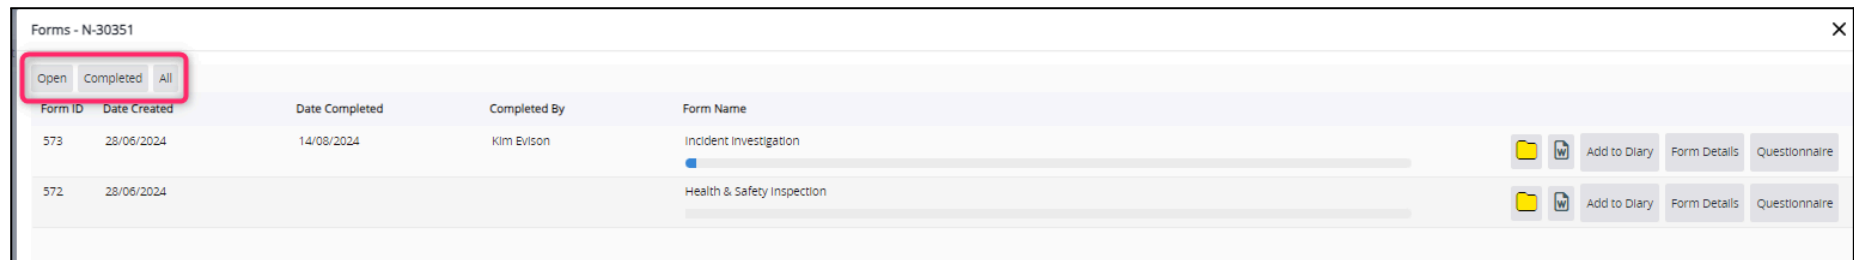 Forms - N-30351
Open Completed All
Form ID Date Created Date Completed Completed By Form Name
573 28/06/2024 14/08/2024 Kim Evison Incident Investigation
W Add to Diary Form Details Questionnaire
572 28/06/2024 Health & Safety Inspection
W Add to Diary Form Details Questionnaire